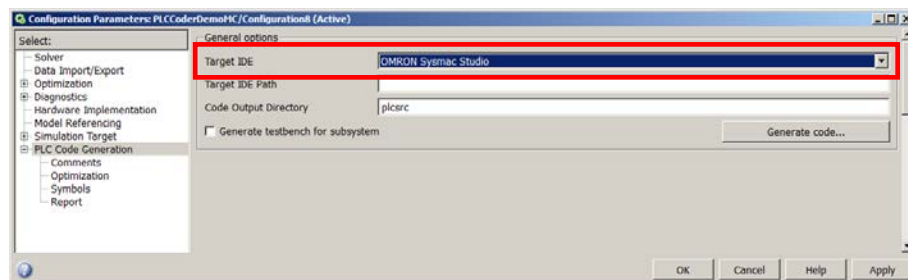 Configuration Parameters: PLCCoderDemoMC/Configuration8 (Active)
Select:
Solver
Data Import/Export
Optimization
Diagnostics
Hardware Implementation
Model Referencing
Simulation Target
PLC Code Generation
Comments
Optimization
Symbols
Report
General options
Target IDE OMRON Sysmac Studio
Target IDE Path
Code Output Directory plcsrc
Generate testbench for subsystem Generate code...
OK Cancel Help Apply